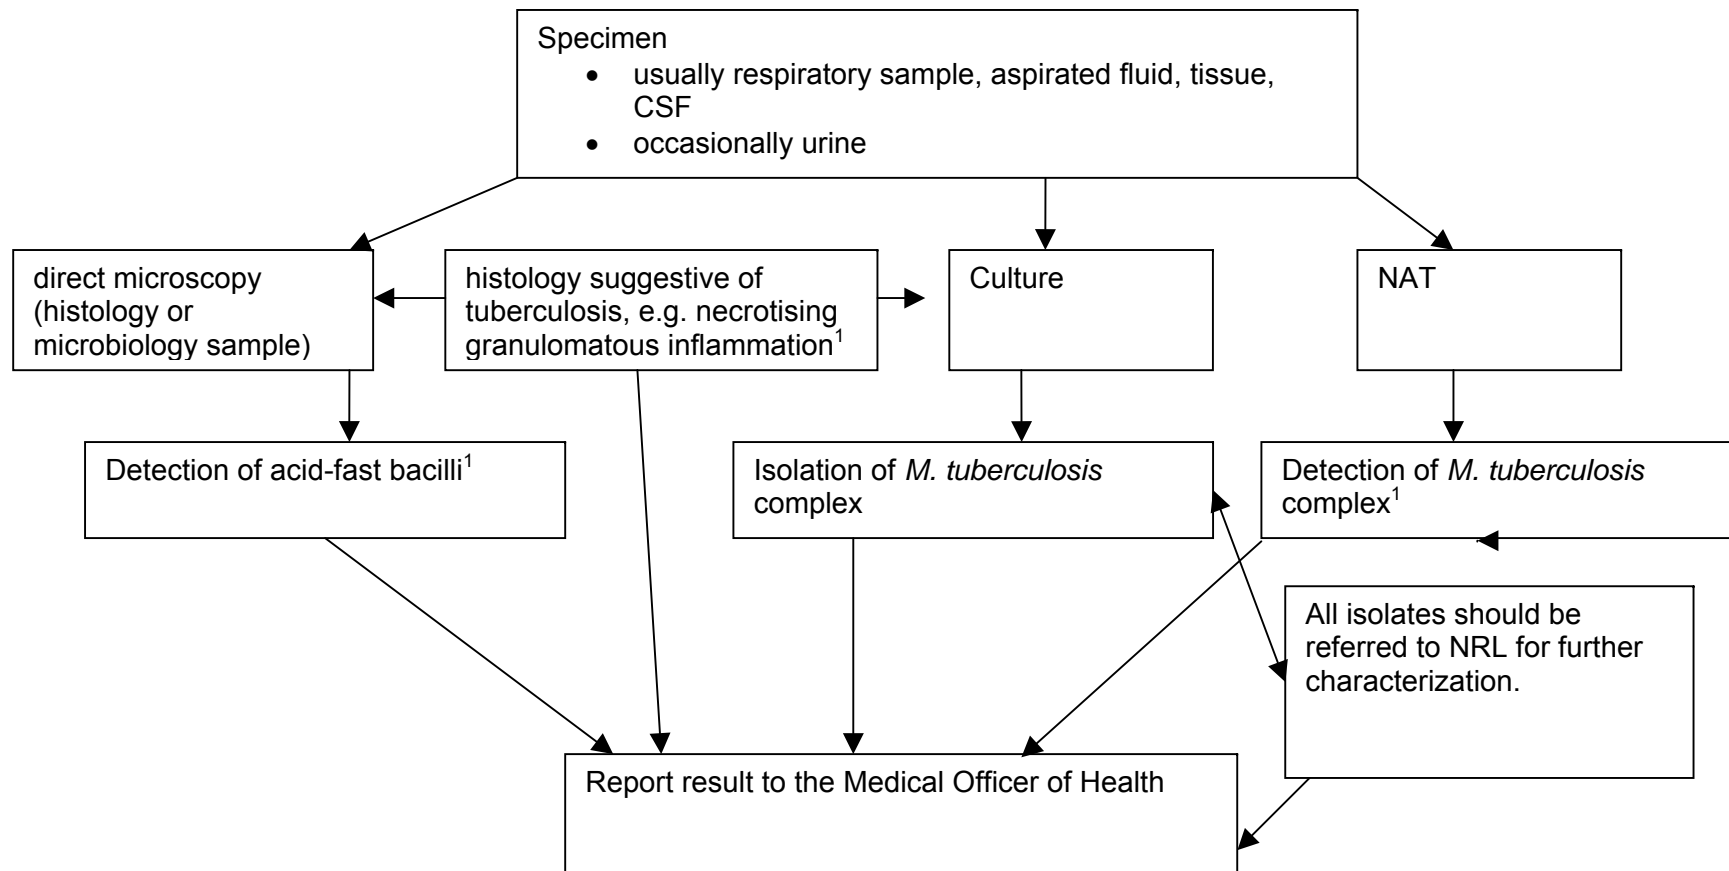 Specimen
• usually respiratory sample, aspirated fluid, tissue,
CSF
• occasionally urine
direct microscopy
(histology or
microbiology sample)
histology suggestive of
tuberculosis, e.g. necrotising
granulomatous inflammation¹
Culture
NAT
Detection of acid-fast bacilli¹
Isolation of M. tuberculosis
complex
Detection of M. tuberculosis
complex¹
All isolates should be
referred to NRL for further
characterization.
Report result to the Medical Officer of Health